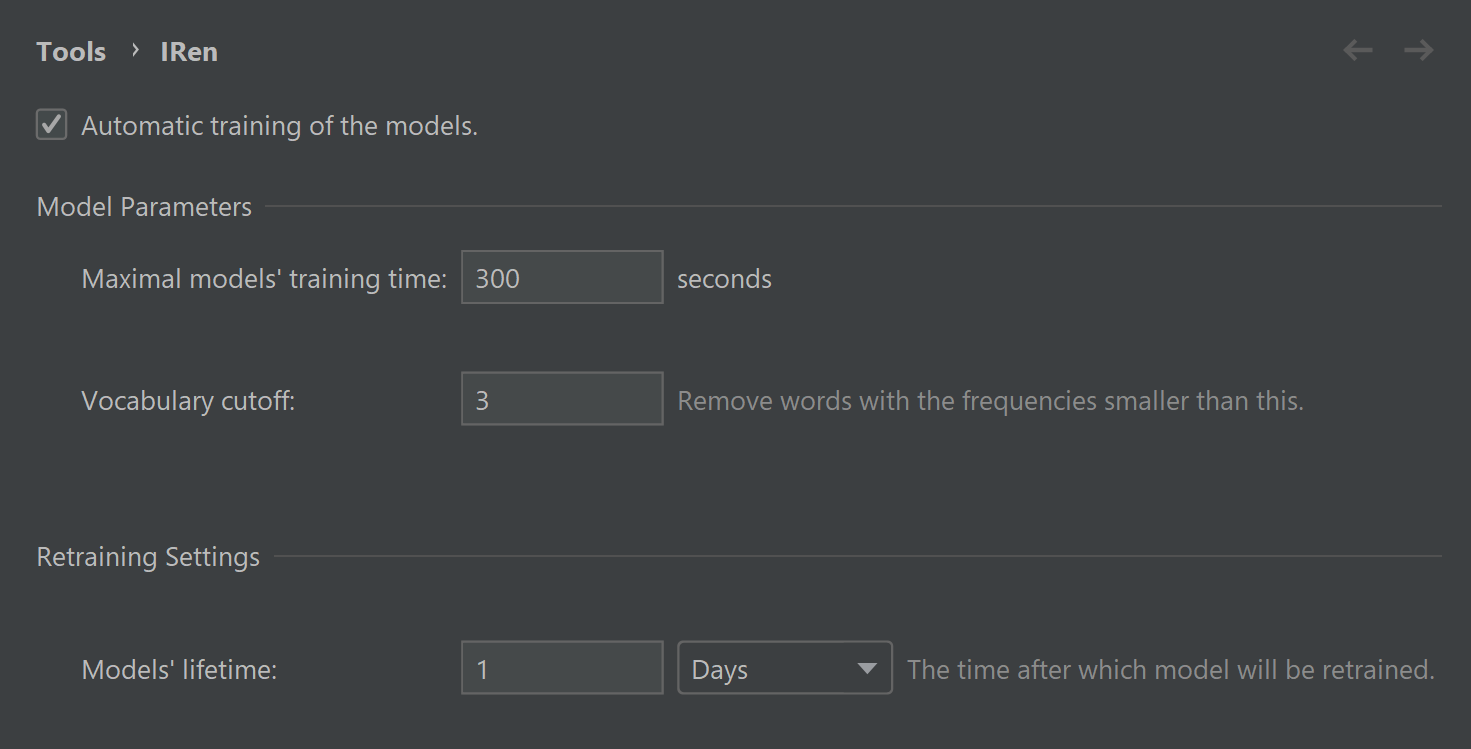 Tools › IRen
Automatic training of the models.
Model Parameters
Maximal models' training time: 300 seconds
Vocabulary cutoff: 3 Remove words with the frequencies smaller than this.
Retraining Settings
Models' lifetime: 1 Days The time after which model will be retrained.